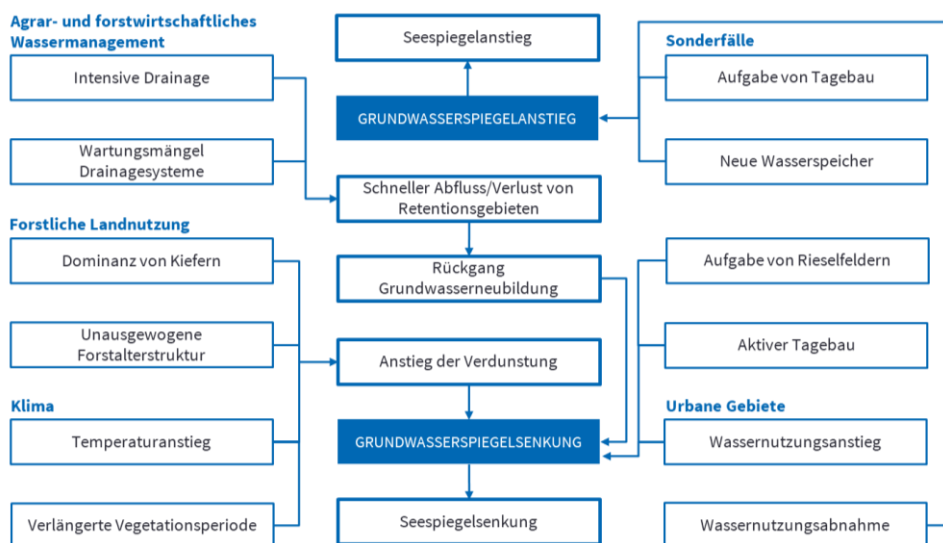 Agrar- und forstwirtschaftliches
Wassermanagement
Intensive Drainage
Wartungsmängel
Drainagesysteme
Forstliche Landnutzung
Dominanz von Kiefern
Unausgewogene
Forstalterstruktur
Klima
Temperaturanstieg
Verlängerte Vegetationsperiode
Seespiegelanstieg
GRUNDWASSERSPIEGELANSTIEG
Schneller Abfluss/Verlust von
Retentionsgebieten
Rückgang
Grundwasserneubildung
Anstieg der Verdunstung
GRUNDWASSERSPIEGELSENKUNG
Seespiegelsenkung
Sonderfälle
Aufgabe von Tagebau
Neue Wasserspeicher
Aufgabe von Rieselfeldern
Aktiver Tagebau
Urbane Gebiete
Wassernutzungsanstieg
Wassernutzungsabnahme